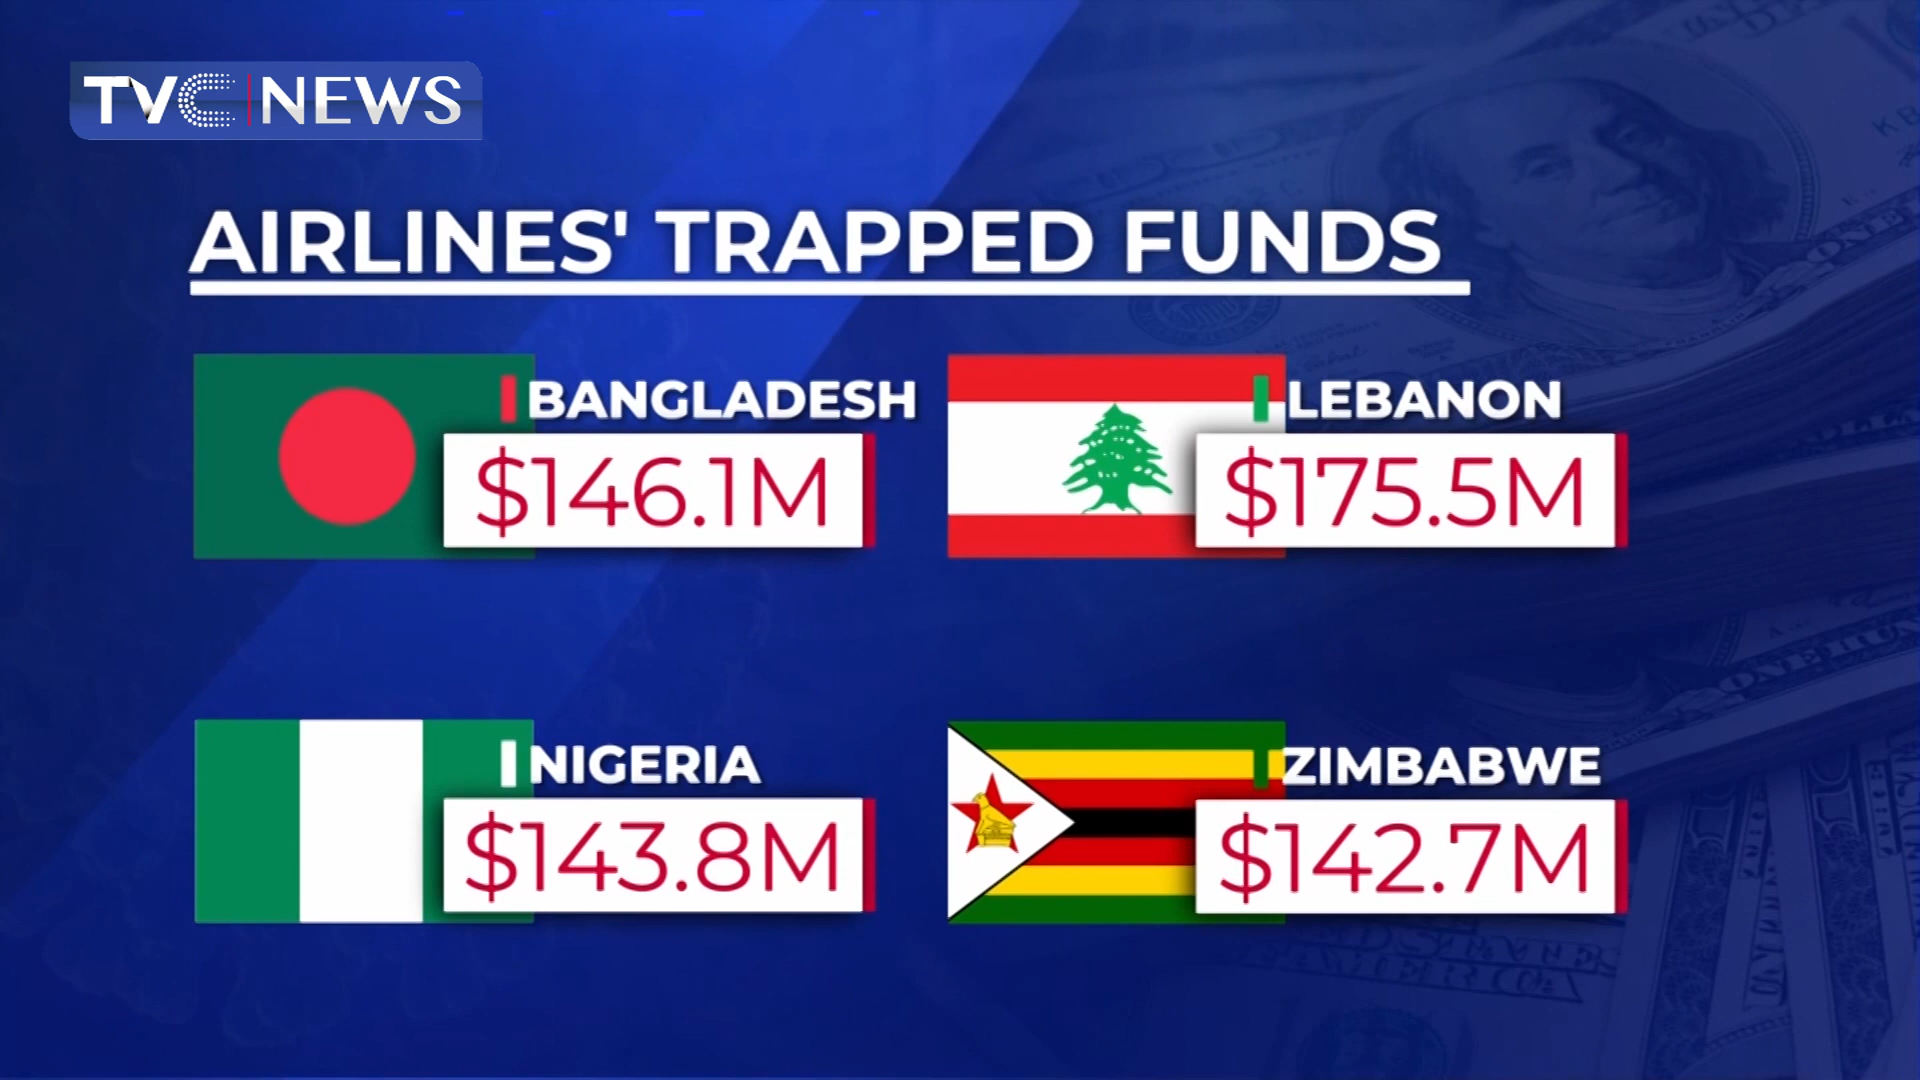 TVC NEWS
AIRLINES' TRAPPED FUNDS
BANGLADESH
$146.1M
LEBANON
$175.5M
NIGERIA
$143.8M
ZIMBABWE
$142.7M